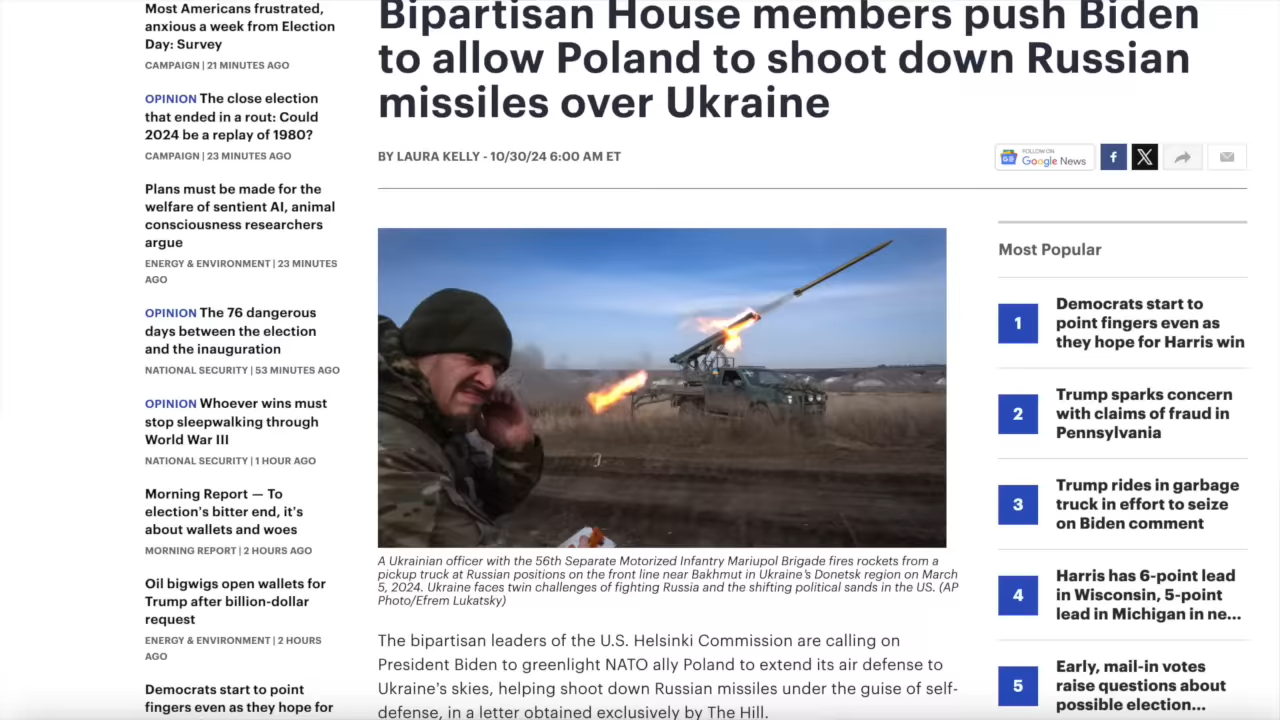 Most Americans frustrated,
anxious a week from Election
Day: Survey
CAMPAIGN | 21 MINUTES AGO
OPINION The close election
that ended in a rout: Could
2024 be a replay of 1980?
CAMPAIGN | 23 MINUTES AGO
Plans must be made for the
welfare of sentient AI, animal
consciousness researchers
argue
ENERGY & ENVIRONMENT | 23 MINUTES
AGO
OPINION The 76 dangerous
days between the election
and the inauguration
NATIONAL SECURITY | 53 MINUTES AGO
OPINION Whoever wins must
stop sleepwalking through
World War III
NATIONAL SECURITY | 1 HOUR AGO
Morning Report — To
election's bitter end, it's
about wallets and woes
MORNING REPORT | 2 HOURS AGO
Oil bigwigs open wallets for
Trump after billion-dollar
request
ENERGY & ENVIRONMENT | 2 HOURS
AGO
Democrats start to point
fingers even as they hope for
Bipartisan House members push Biden
to allow Poland to shoot down Russian
missiles over Ukraine
BY LAURA KELLY - 10/30/24 6:00 AM ET
FOLLOW ON
Google News
A Ukrainian officer with the 56th Separate Motorized Infantry Mariupol Brigade fires rockets from a
pickup truck at Russian positions on the front line near Bakhmut in Ukraine's Donetsk region on March
5, 2024. Ukraine faces twin challenges of fighting Russia and the shifting political sands in the US. (AP
Photo/Efrem Lukatsky)
The bipartisan leaders of the U.S. Helsinki Commission are calling on
President Biden to greenlight NATO ally Poland to extend its air defense to
Ukraine's skies, helping shoot down Russian missiles under the guise of self-
defense, in a letter obtained exclusively by The Hill.
Most Popular
1
Democrats start to
point fingers even as
they hope for Harris win
2
Trump sparks concern
with claims of fraud in
Pennsylvania
3
Trump rides in garbage
truck in effort to seize
on Biden comment
4
Harris has 6-point lead
in Wisconsin, 5-point
lead in Michigan in ne...
5
Early, mail-in votes
raise questions about
possible election...